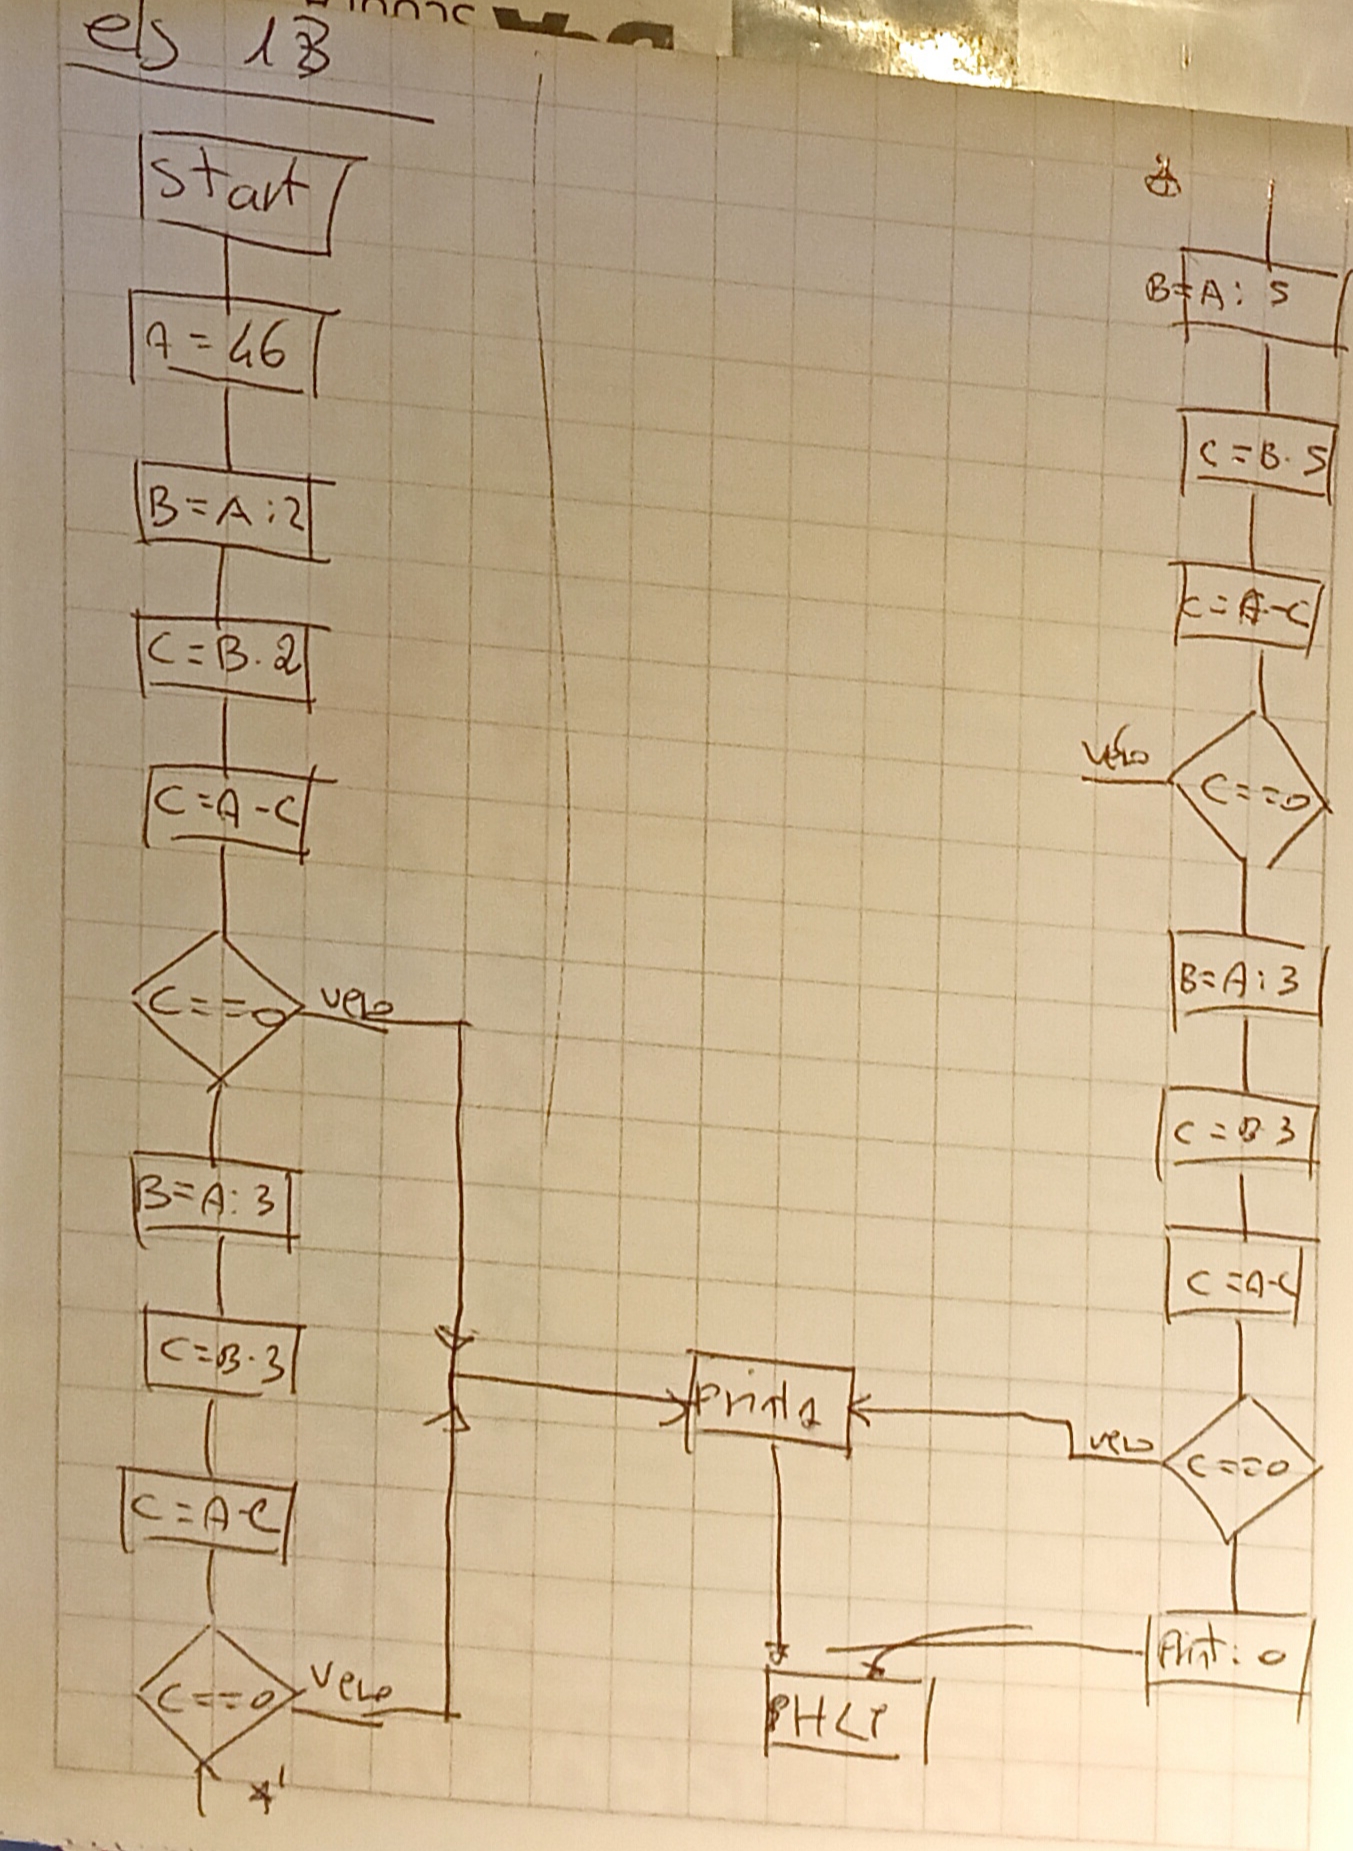 es 1B
Start
A = 46
B = A : 2
C = B · 2
C = A - C
C == 0
vero
B = A : 3
C = B · 3
C = A - C
C == 0
vero
*
B = A : 5
C = B · 5
C = A - C
vero
C == 0
B = A : 3
C = B · 3
C = A - C
C == 0
vero
Print 1
Print : 0